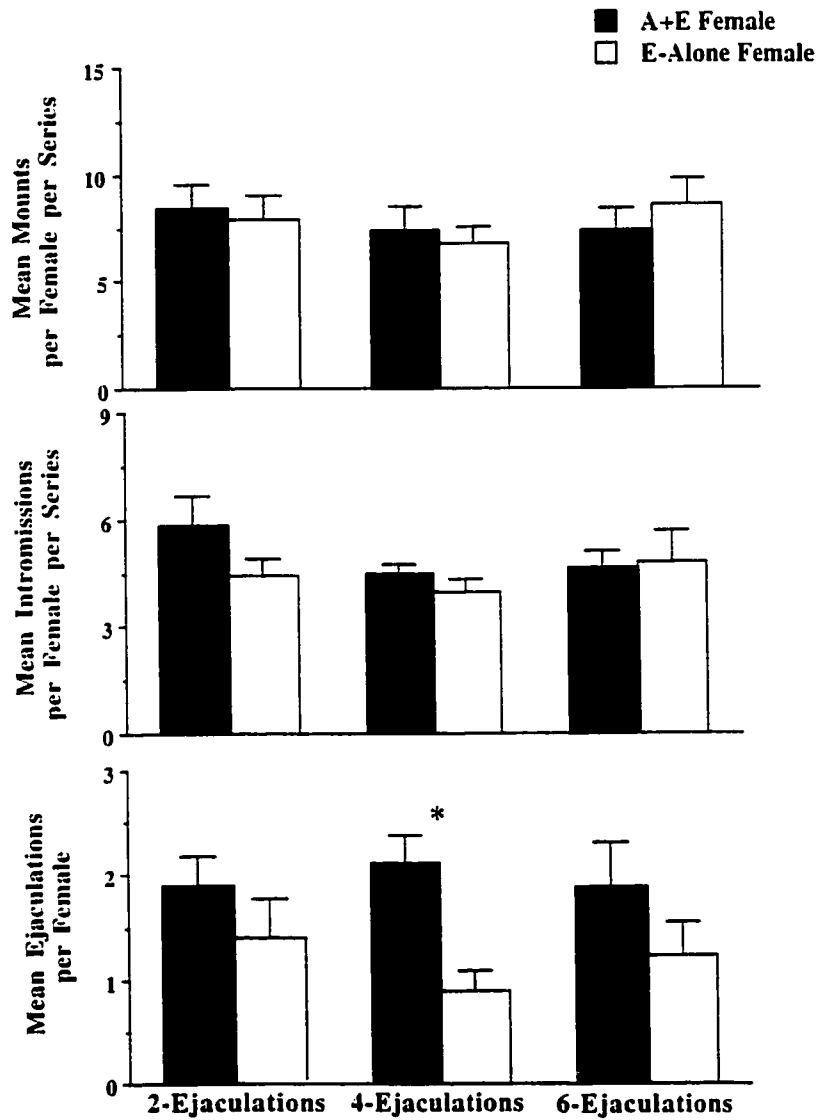 A+E Female
E-Alone Female
15
10
5
0
Mean Mounts
per Female per Series
9
6
3
0
Mean Intromissions
per Female per Series
3
*
2
1
0
Mean Ejaculations
per Female
2-Ejaculations 4-Ejaculations 6-Ejaculations